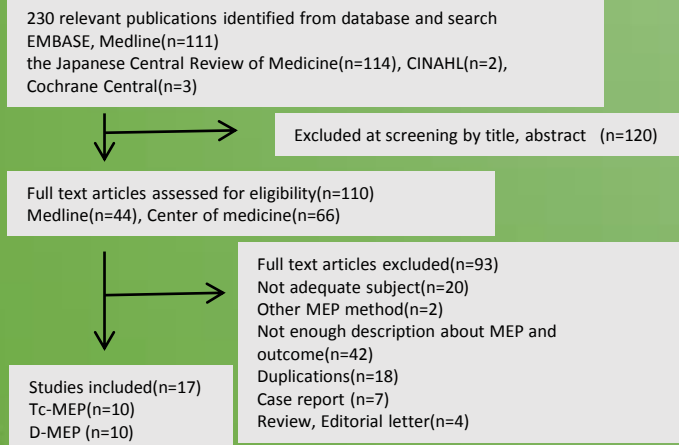 230 relevant publications identified from database and search
EMBASE, Medline(n=111)
the Japanese Central Review of Medicine(n=114), CINAHL(n=2),
Cochrane Central(n=3)
Excluded at screening by title, abstract (n=120)
Full text articles assessed for eligibility(n=110)
Medline(n=44), Center of medicine(n=66)
Full text articles excluded(n=93)
Not adequate subject(n=20)
Other MEP method(n=2)
Not enough description about MEP and
outcome(n=42)
Duplications(n=18)
Case report (n=7)
Review, Editorial letter(n=4)
Studies included(n=17)
Tc-MEP(n=10)
D-MEP (n=10)